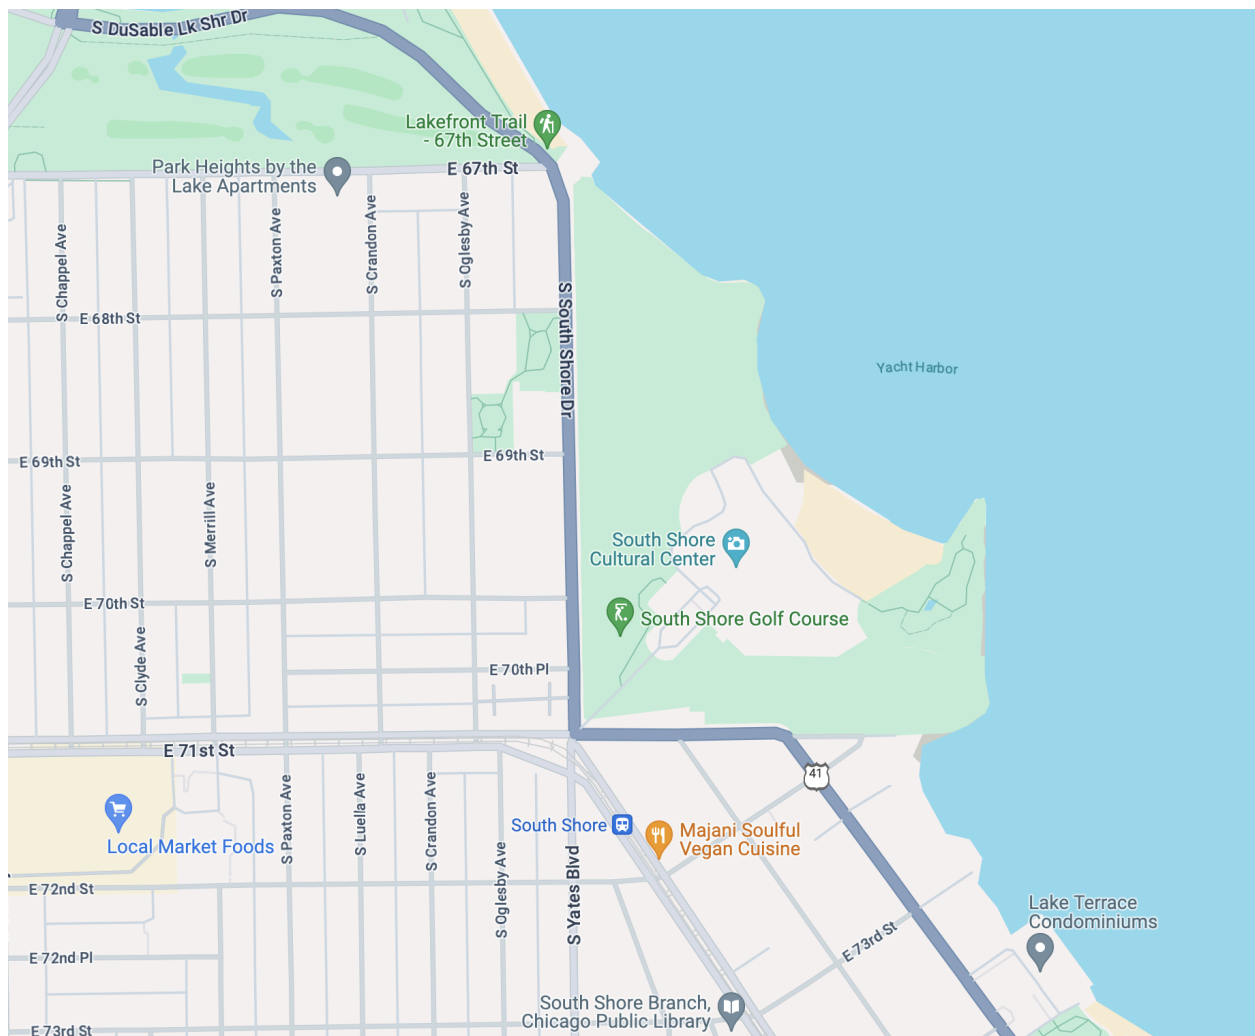 S DuSable Lk Shr Dr
Lakefront Trail
- 67th Street
Park Heights by the
Lake Apartments
E 67th St
S Chappel Ave
S Paxton Ave
S Crandon Ave
S Oglesby Ave
E 68th St
S South Shore Dr
Yacht Harbor
E 69th St
E 69th St
S Chappel Ave
S Merrill Ave
South Shore
Cultural Center
E 70th St
South Shore Golf Course
S Clyde Ave
E 70th Pl
E 71st St
41
S Paxton Ave
S Luella Ave
S Crandon Ave
Local Market Foods
South Shore
Majani Soulful
Vegan Cuisine
S Oglesby Ave
S Yates Blvd
E 72nd St
Lake Terrace
Condominiums
E 73rd St
E 72nd Pl
South Shore Branch,
Chicago Public Library
E 73rd St